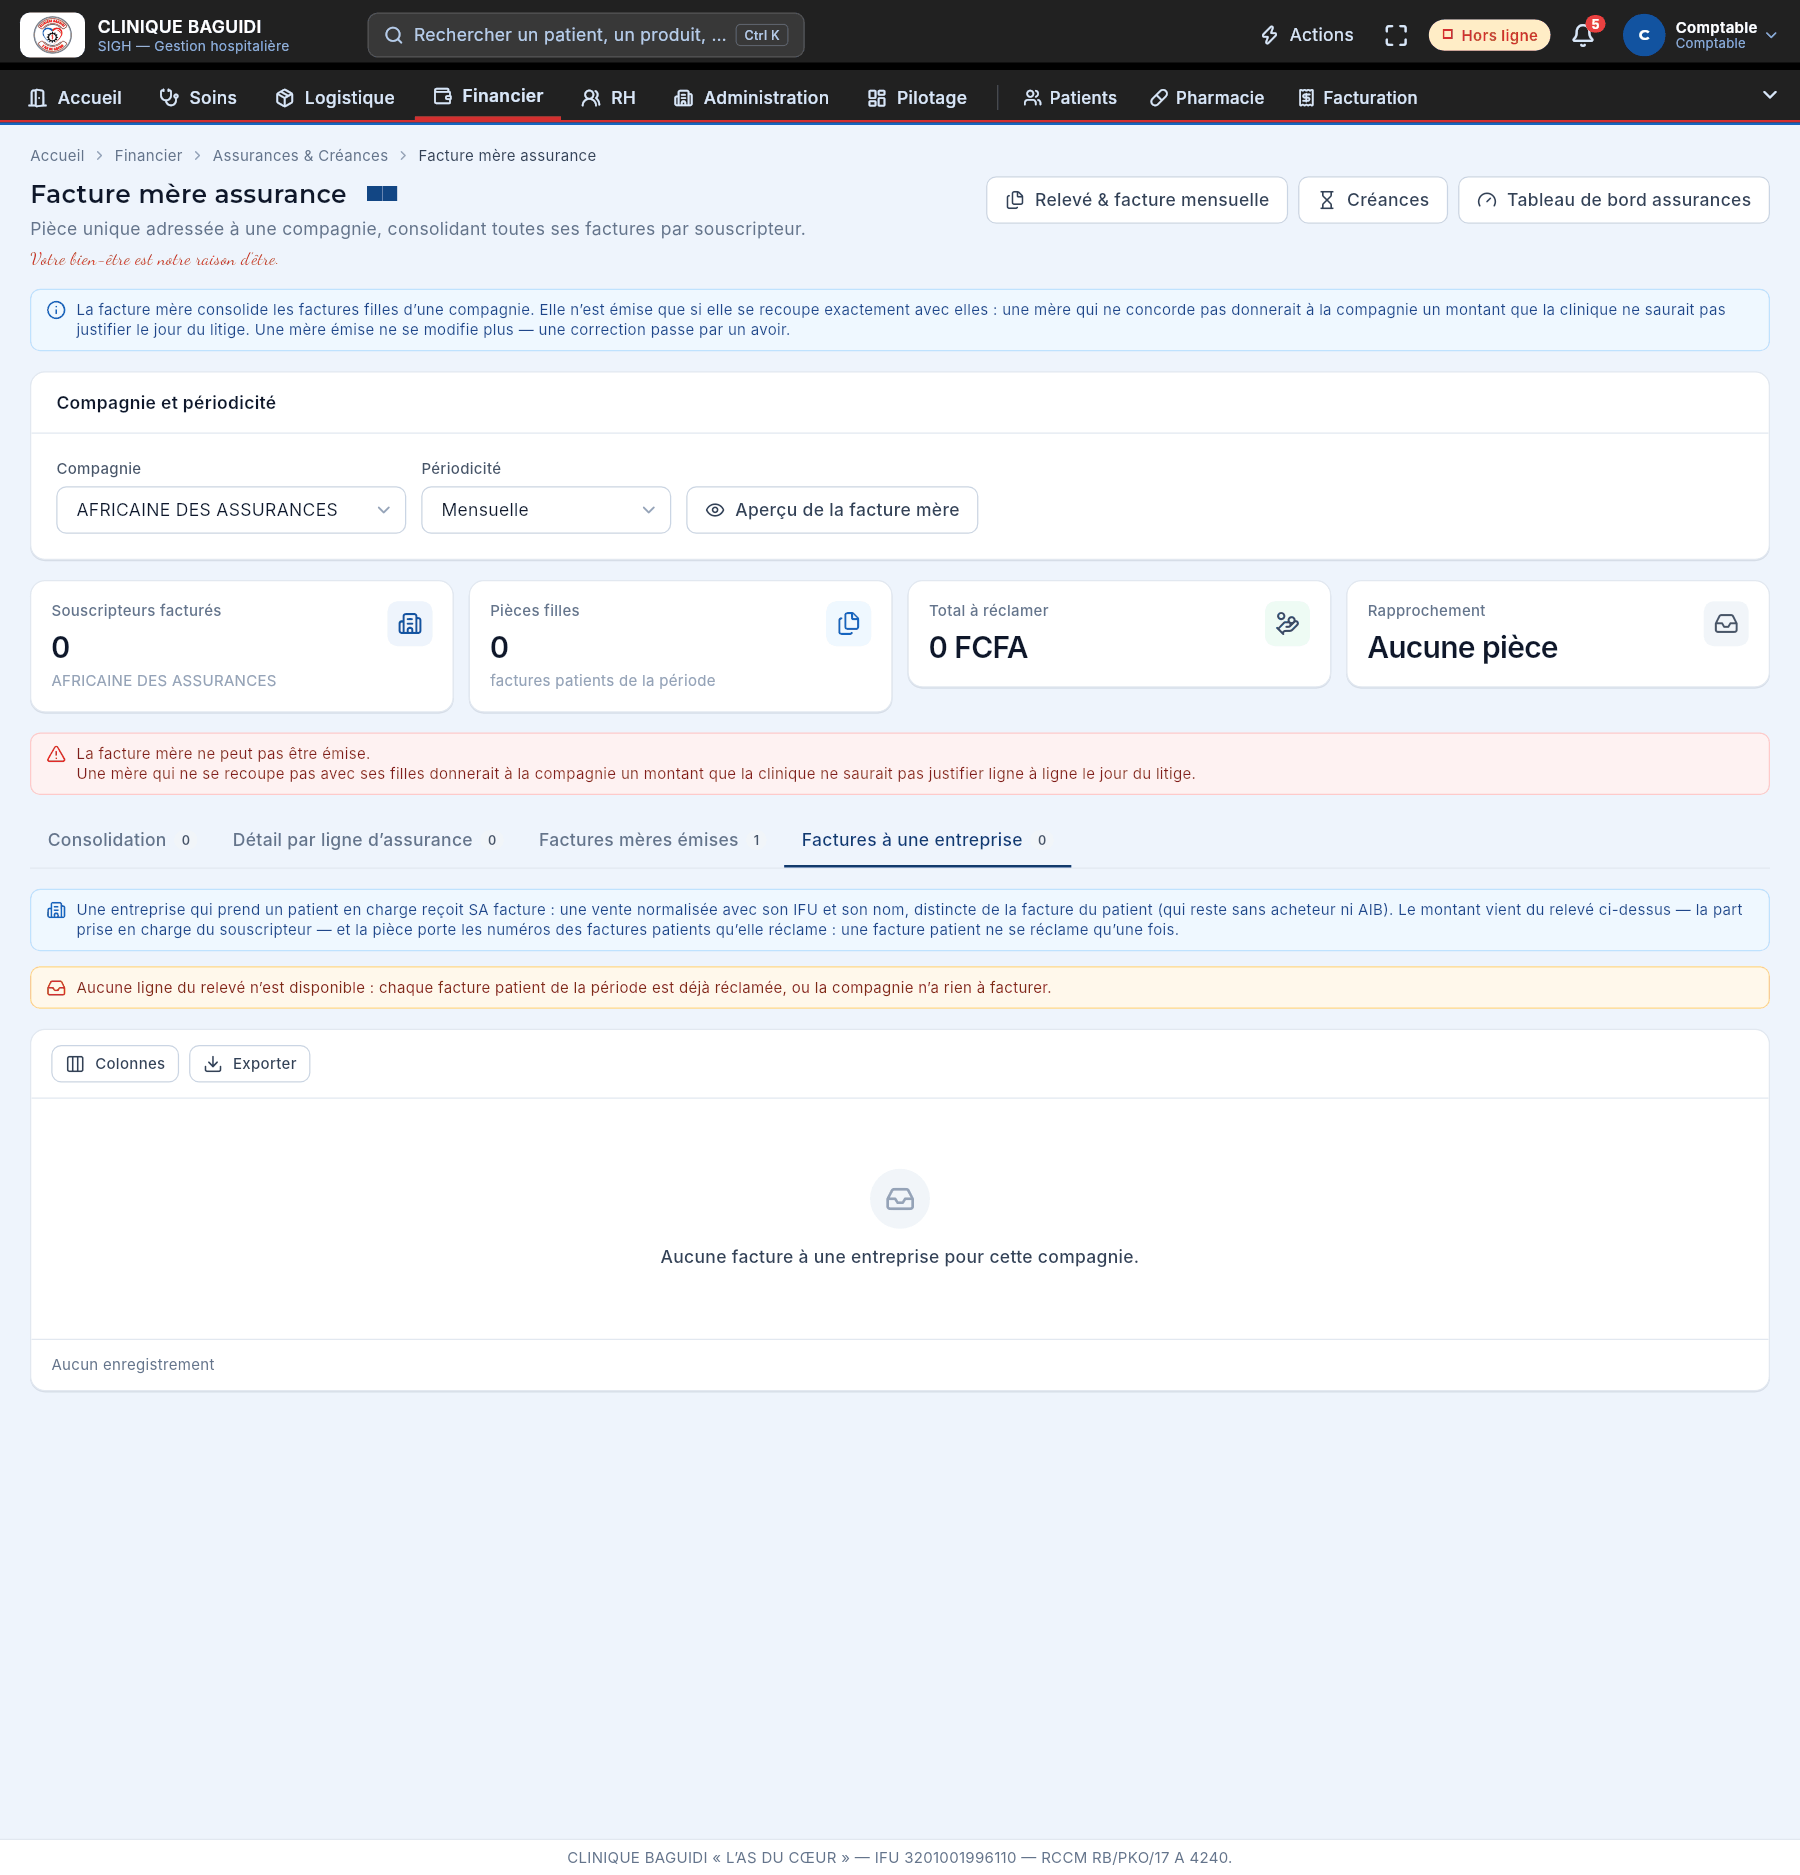 CLINIQUE BAGUIDI
SIGH — Gestion hospitalière
Rechercher un patient, un produit, ... Ctrl K
Actions
Hors ligne
5
C
Comptable
Comptable
Accueil Soins Logistique Financier RH Administration Pilotage Patients Pharmacie Facturation
Accueil > Financier > Assurances & Créances > Facture mère assurance
Facture mère assurance
Relevé & facture mensuelle Créances Tableau de bord assurances
Pièce unique adressée à une compagnie, consolidant toutes ses factures par souscripteur.
Votre bien-être est notre raison d'être.
La facture mère consolide les factures filles d’une compagnie. Elle n’est émise que si elle se recoupe exactement avec elles : une mère qui ne concorde pas donnerait à la compagnie un montant que la clinique ne saurait pas
justifier le jour du litige. Une mère émise ne se modifie plus — une correction passe par un avoir.
Compagnie et périodicité
Compagnie Périodicité
AFRICAINE DES ASSURANCES Mensuelle Aperçu de la facture mère
Souscripteurs facturés
0
AFRICAINE DES ASSURANCES
Pièces filles
0
factures patients de la période
Total à réclamer
0 FCFA
Rapprochement
Aucune pièce
La facture mère ne peut pas être émise.
Une mère qui ne se recoupe pas avec ses filles donnerait à la compagnie un montant que la clinique ne saurait pas justifier ligne à ligne le jour du litige.
Consolidation 0 Détail par ligne d’assurance 0 Factures mères émises 1 Factures à une entreprise 0
Une entreprise qui prend un patient en charge reçoit SA facture : une vente normalisée avec son IFU et son nom, distincte de la facture du patient (qui reste sans acheteur ni AIB). Le montant vient du relevé ci-dessus — la part
prise en charge du souscripteur — et la pièce porte les numéros des factures patients qu’elle réclame : une facture patient ne se réclame qu’une fois.
Aucune ligne du relevé n’est disponible : chaque facture patient de la période est déjà réclamée, ou la compagnie n’a rien à facturer.
Colonnes Exporter
Aucune facture à une entreprise pour cette compagnie.
Aucun enregistrement
CLINIQUE BAGUIDI « L’AS DU CŒUR » — IFU 3201001996110 — RCCM RB/PKO/17 A 4240.